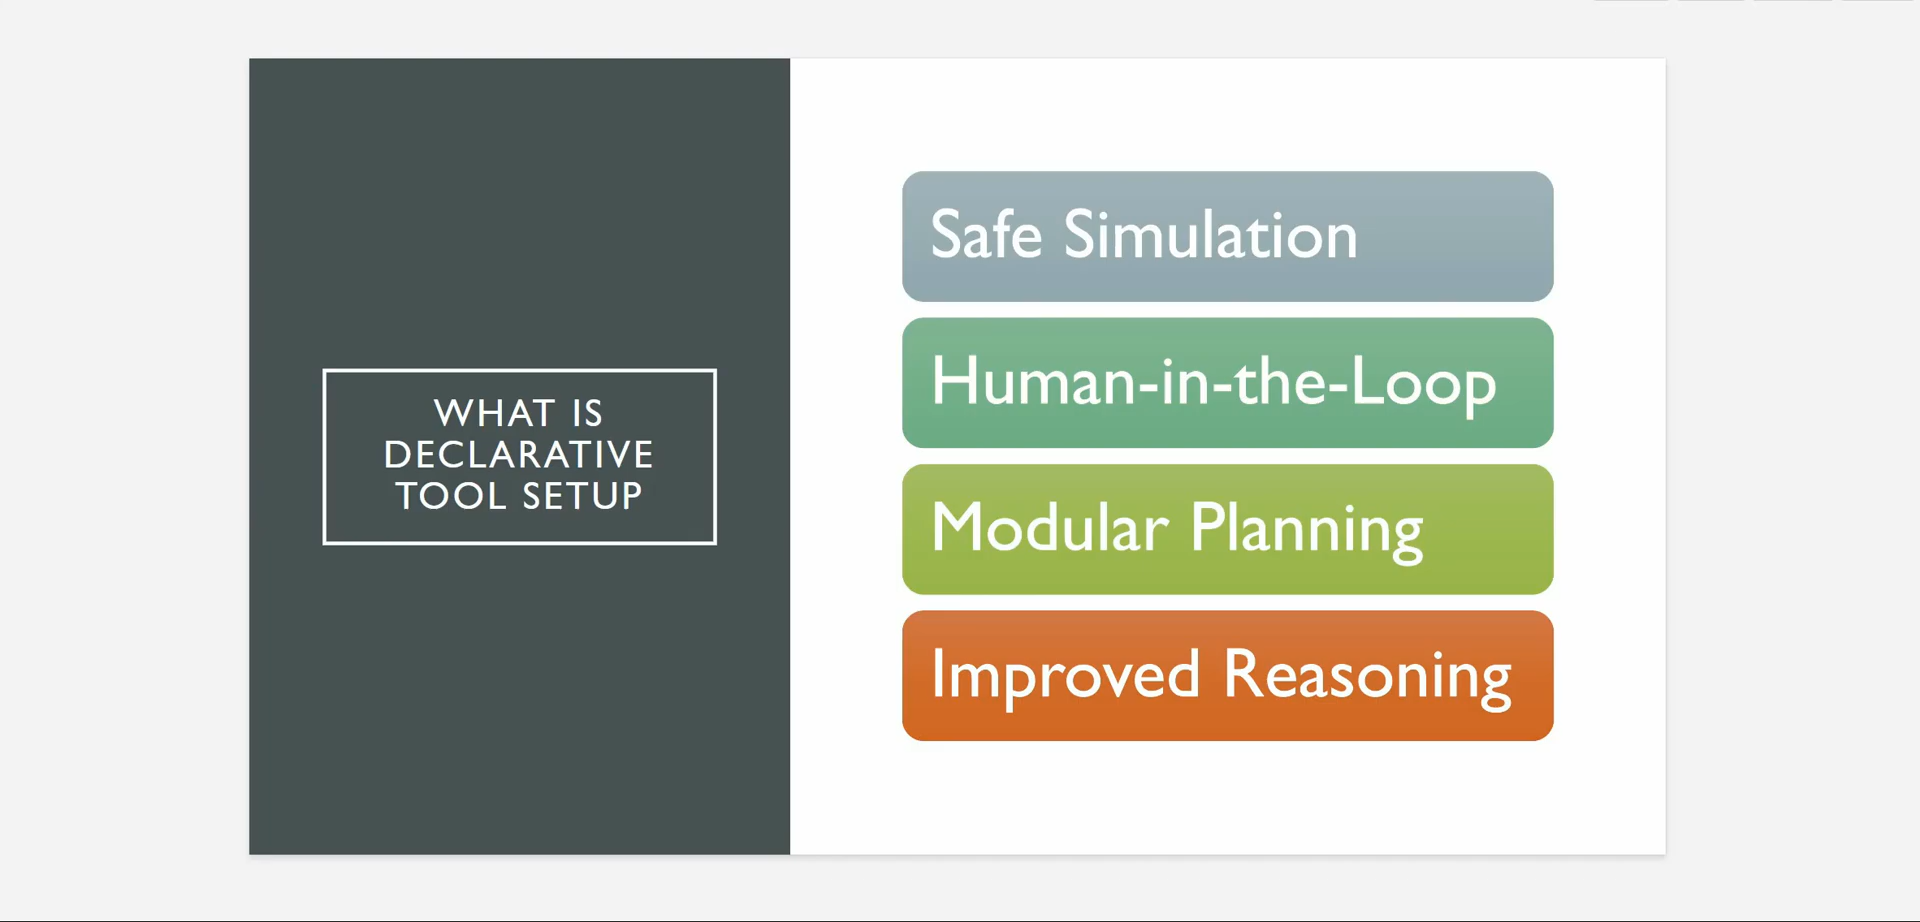 WHAT IS
DECLARATIVE
TOOL SETUP
Safe Simulation
Human-in-the-Loop
Modular Planning
Improved Reasoning